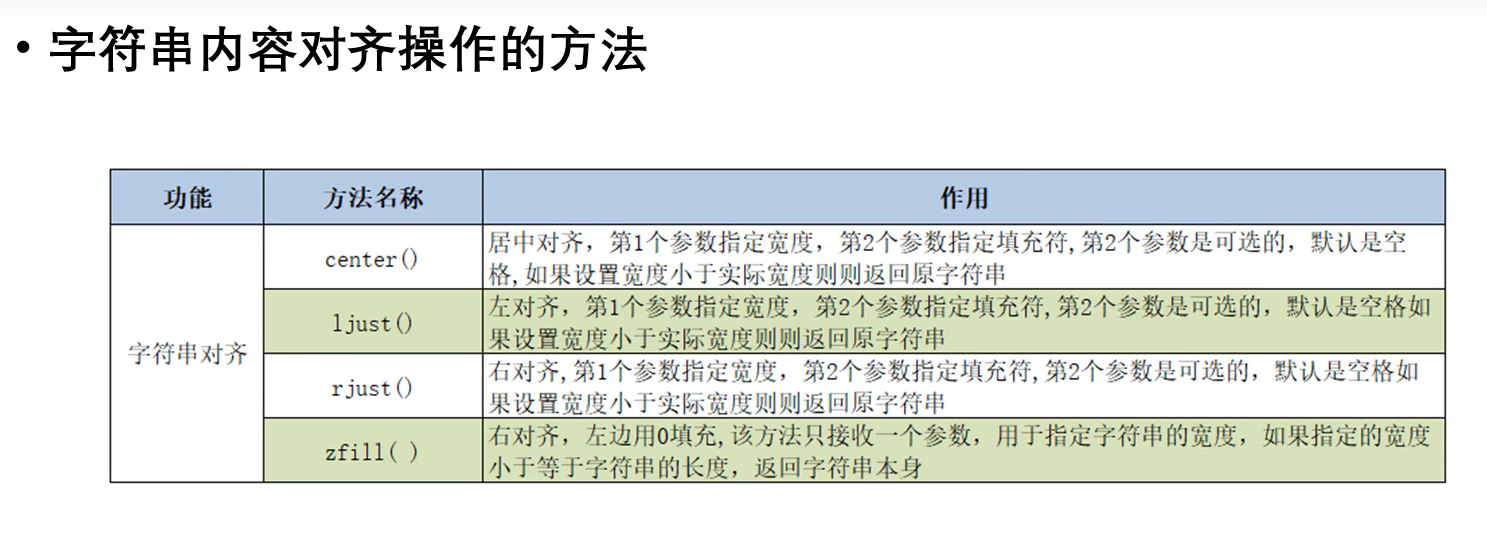 • 字符串内容对齐操作的方法
功能 方法名称 作用
字符串对齐
center()
居中对齐，第1个参数指定宽度，第2个参数指定填充符,第2个参数是可选的，默认是空
格,如果设置宽度小于实际宽度则则返回原字符串
ljust()
左对齐，第1个参数指定宽度，第2个参数指定填充符,第2个参数是可选的，默认是空格如
果设置宽度小于实际宽度则则返回原字符串
rjust()
右对齐,第1个参数指定宽度，第2个参数指定填充符,第2个参数是可选的，默认是空格如
果设置宽度小于实际宽度则则返回原字符串
zfill( )
右对齐，左边用0填充,该方法只接收一个参数，用于指定字符串的宽度，如果指定的宽度
小于等于字符串的长度，返回字符串本身